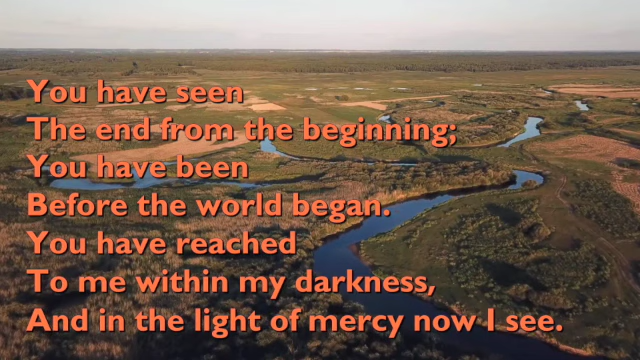 You have seen
The end from the beginning;
You have been
Before the world began.
You have reached
To me within my darkness,
And in the light of mercy now I see.